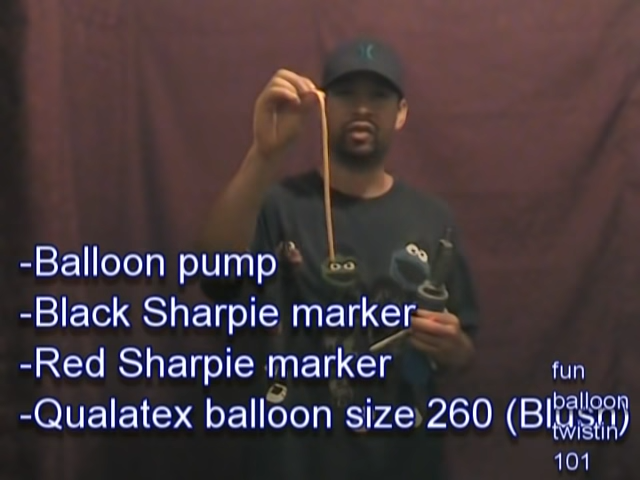 -Balloon pump
-Black Sharpie marker
-Red Sharpie marker
-Qualatex balloon size 260 (Blush)
fun
balloon
twistin
101